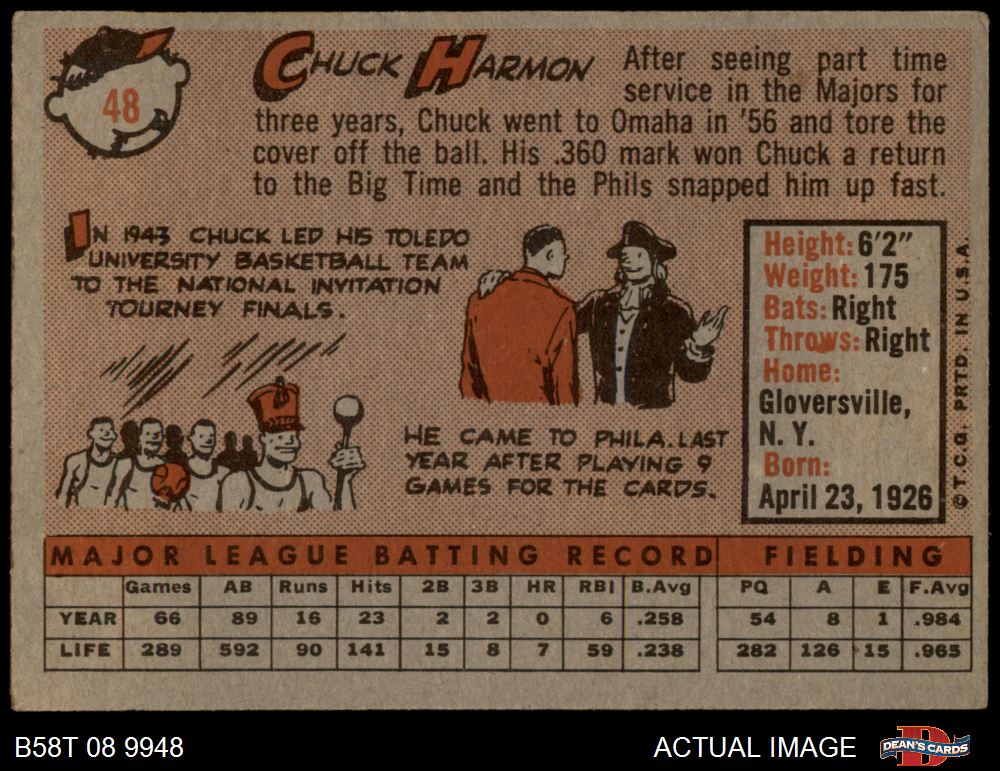 48
CHUCK HARMON
After seeing part time
service in the Majors for
three years, Chuck went to Omaha in '56 and tore the
cover off the ball. His .360 mark won Chuck a return
to the Big Time and the Phils snapped him up fast.
IN 1943 CHUCK LED HIS TOLEDO
UNIVERSITY BASKETBALL TEAM
TO THE NATIONAL INVITATION
TOURNEY FINALS.
HE CAME TO PHILA. LAST
YEAR AFTER PLAYING 9
GAMES FOR THE CARDS.
Height: 6'2"
Weight: 175
Bats: Right
Throws: Right
Home:
Gloversville,
N. Y.
Born:
April 23, 1926
© T.C.G. PRTD. IN U.S.A.
MAJOR LEAGUE BATTING RECORD FIELDING
Games AB Runs Hits 2B 3B HR RBI B.Avg PO A E F.Avg
YEAR 66 89 16 23 2 2 0 6 .258 54 8 1 .984
LIFE 289 592 90 141 15 8 7 59 .238 282 126 15 .965
B58T 08 9948
ACTUAL IMAGE
DEAN'S CARDS